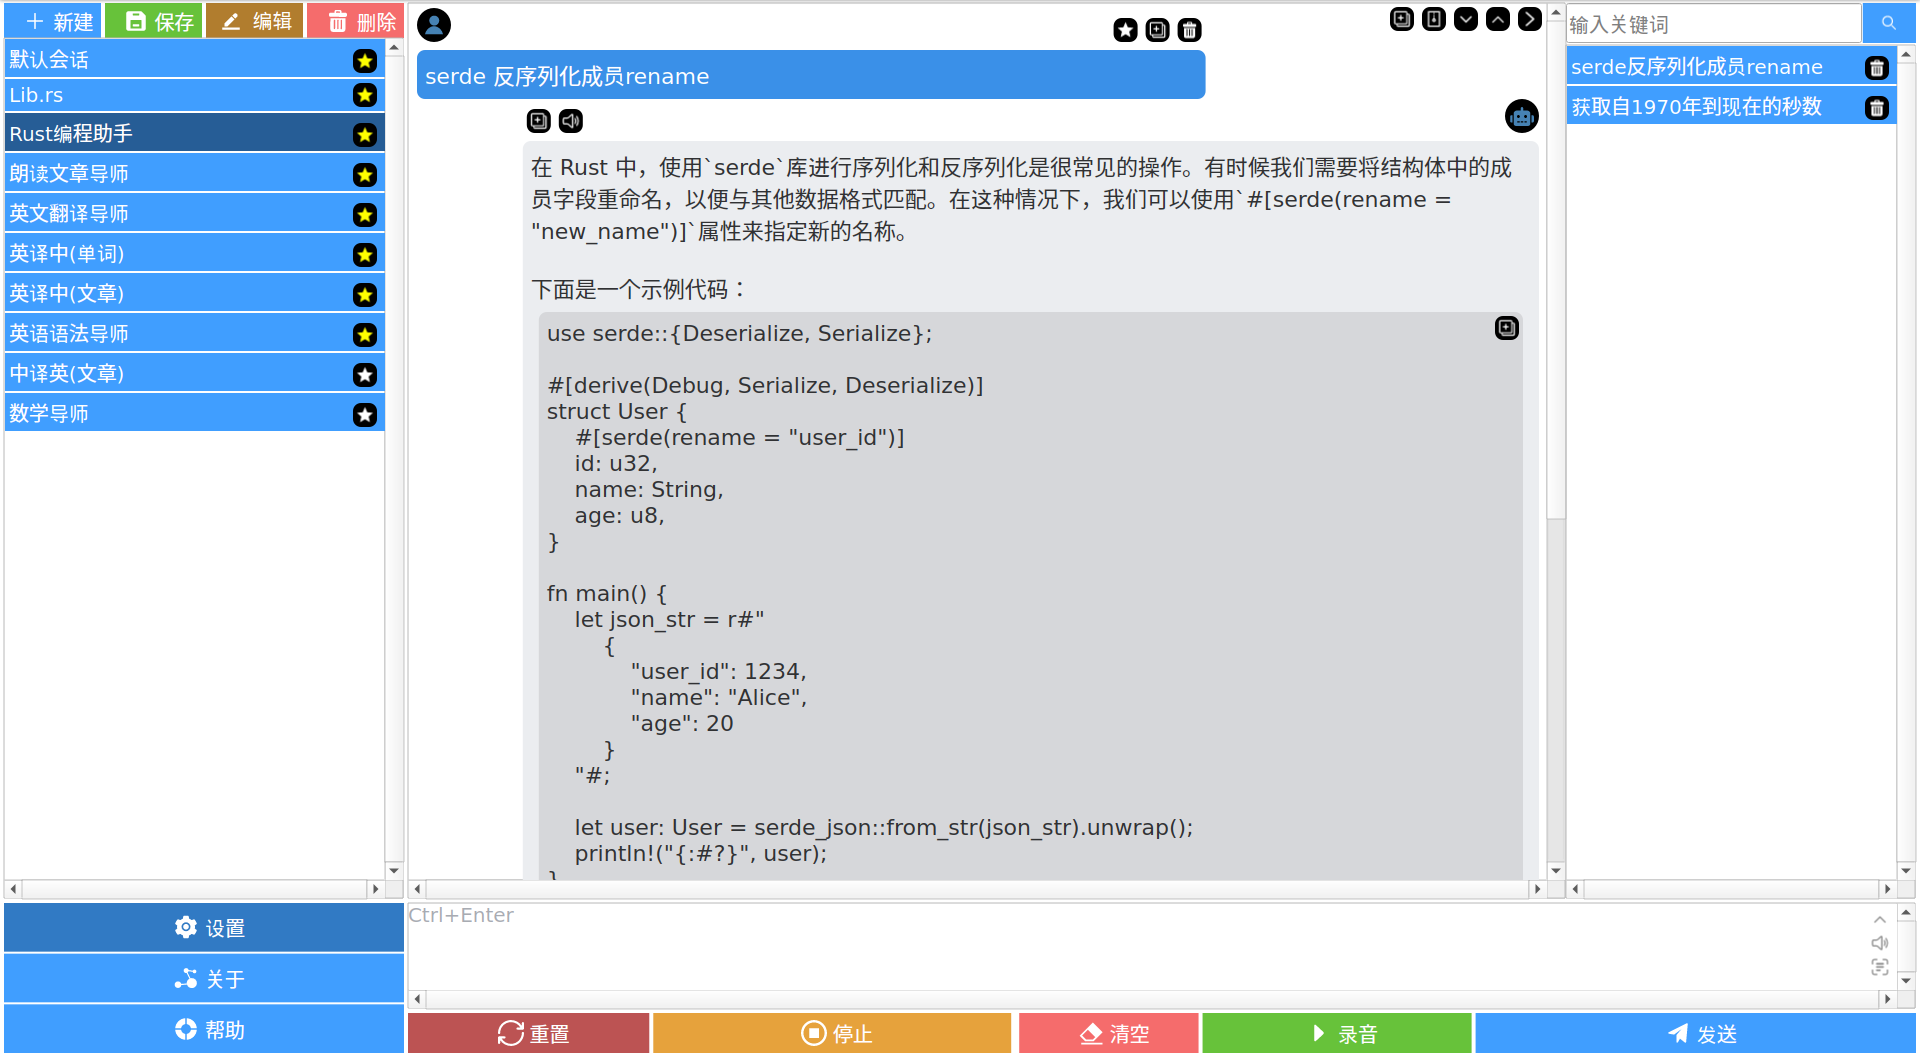 新建
保存
编辑
删除
默认会话
Lib.rs
Rust编程助手
朗读文章导师
英文翻译导师
英译中(单词)
英译中(文章)
英语语法导师
中译英(文章)
数学导师
设置
关于
帮助
serde 反序列化成员rename
在 Rust 中，使用`serde`库进行序列化和反序列化是很常见的操作。有时候我们需要将结构体中的成
员字段重命名，以便与其他数据格式匹配。在这种情况下，我们可以使用`#[serde(rename =
"new_name")]`属性来指定新的名称。
下面是一个示例代码：
use serde::{Deserialize, Serialize};
#[derive(Debug, Serialize, Deserialize)]
struct User {
    #[serde(rename = "user_id")]
    id: u32,
    name: String,
    age: u8,
}
fn main() {
    let json_str = r#"
        {
            "user_id": 1234,
            "name": "Alice",
            "age": 20
        }
    "#;
    let user: User = serde_json::from_str(json_str).unwrap();
    println!("{:#?}", user);
}
输入关键词
serde反序列化成员rename
获取自1970年到现在的秒数
Ctrl+Enter
重置
停止
清空
录音
发送